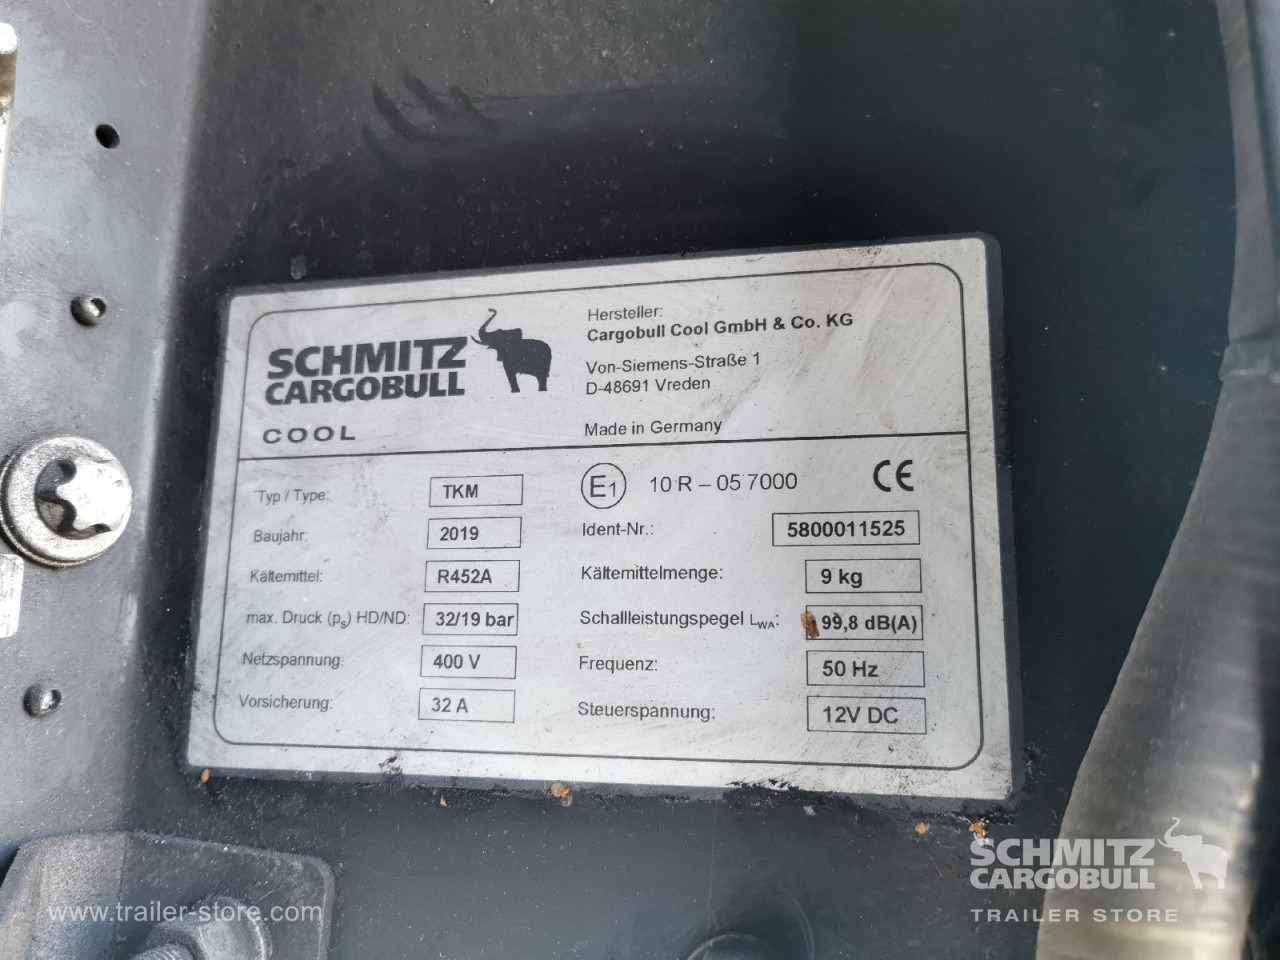 SCHMITZ
CARGOBULL
COOL
Hersteller:
Cargobull Cool GmbH & Co. KG
Von-Siemens-Straße 1
D-48691 Vreden
Made in Germany
Typ / Type: TKM
E1 10 R – 05 7000 CE
Baujahr: 2019
Ident-Nr.: 5800011525
Kältemittel: R452A
Kältemittelmenge: 9 kg
max. Druck (ps) HD/ND: 32/19 bar
Schallleistungspegel LWA: 99,8 dB(A)
Netzspannung: 400 V
Frequenz: 50 Hz
Vorsicherung: 32 A
Steuerspannung: 12V DC
www.trailer-store.com
SCHMITZ
CARGOBULL
TRAILER STORE